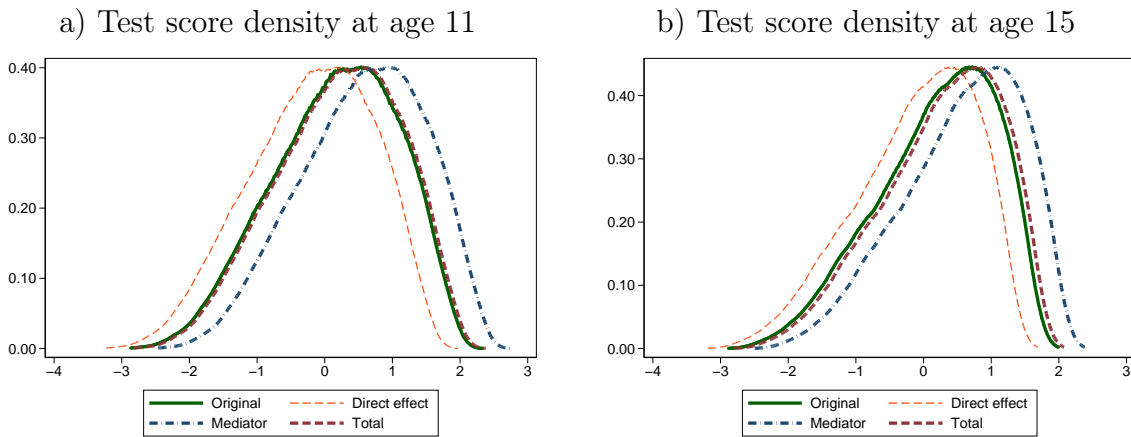 a) Test score density at age 11
0.40
0.30
0.20
0.10
0.00
−4 −3 −2 −1 0 1 2 3
Original Direct effect
Mediator Total
b) Test score density at age 15
0.40
0.30
0.20
0.10
0.00
−4 −3 −2 −1 0 1 2 3
Original Direct effect
Mediator Total